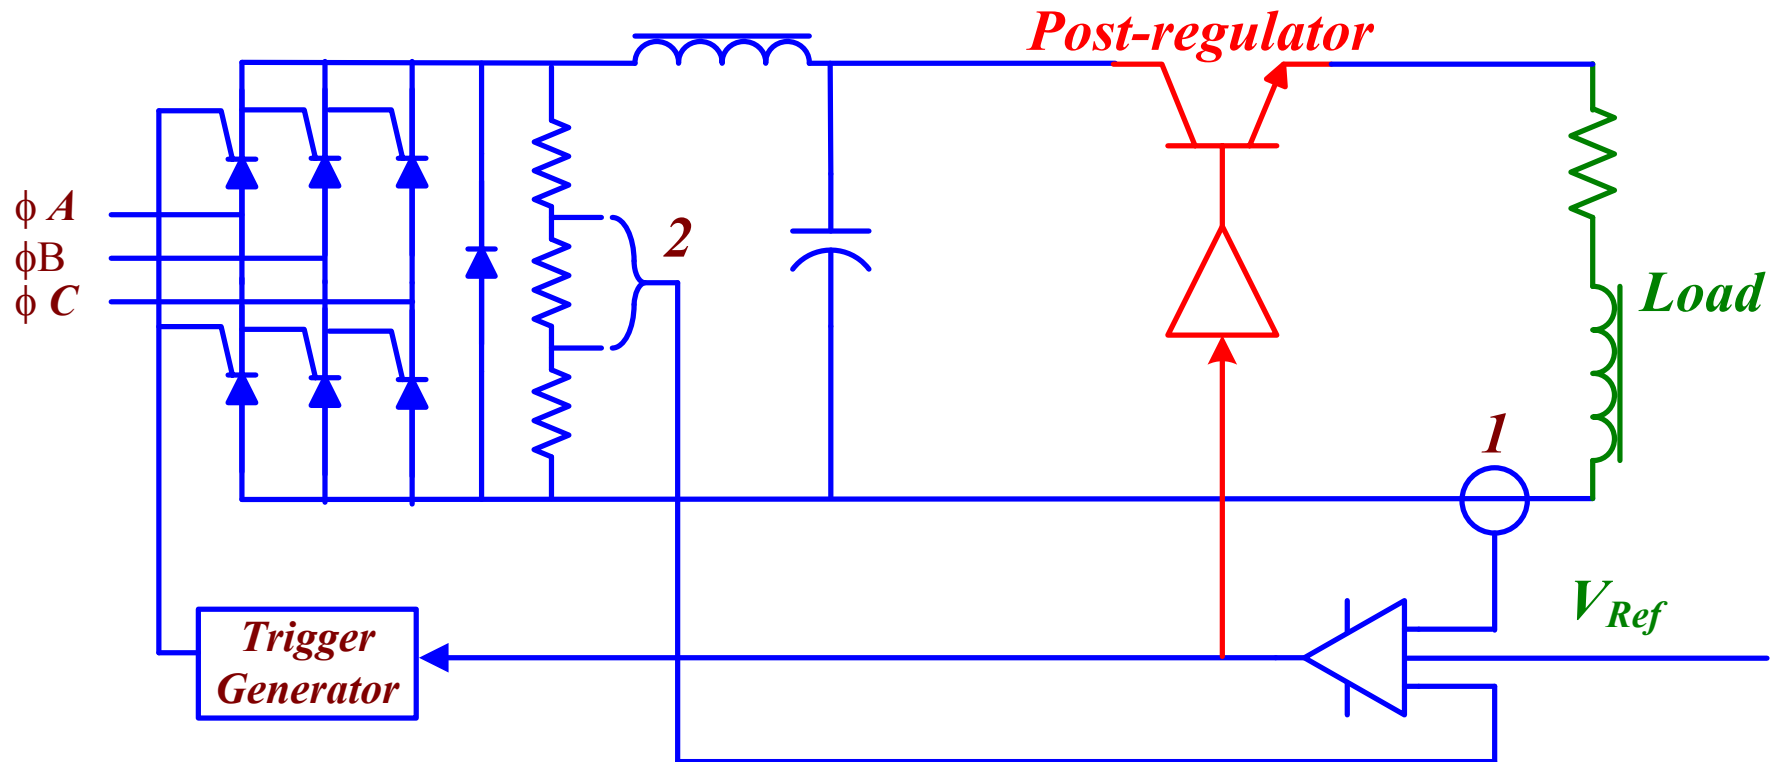 Post-regulator
ϕ A
ϕB
ϕ C
2
Load
1
V_Ref
Trigger
Generator